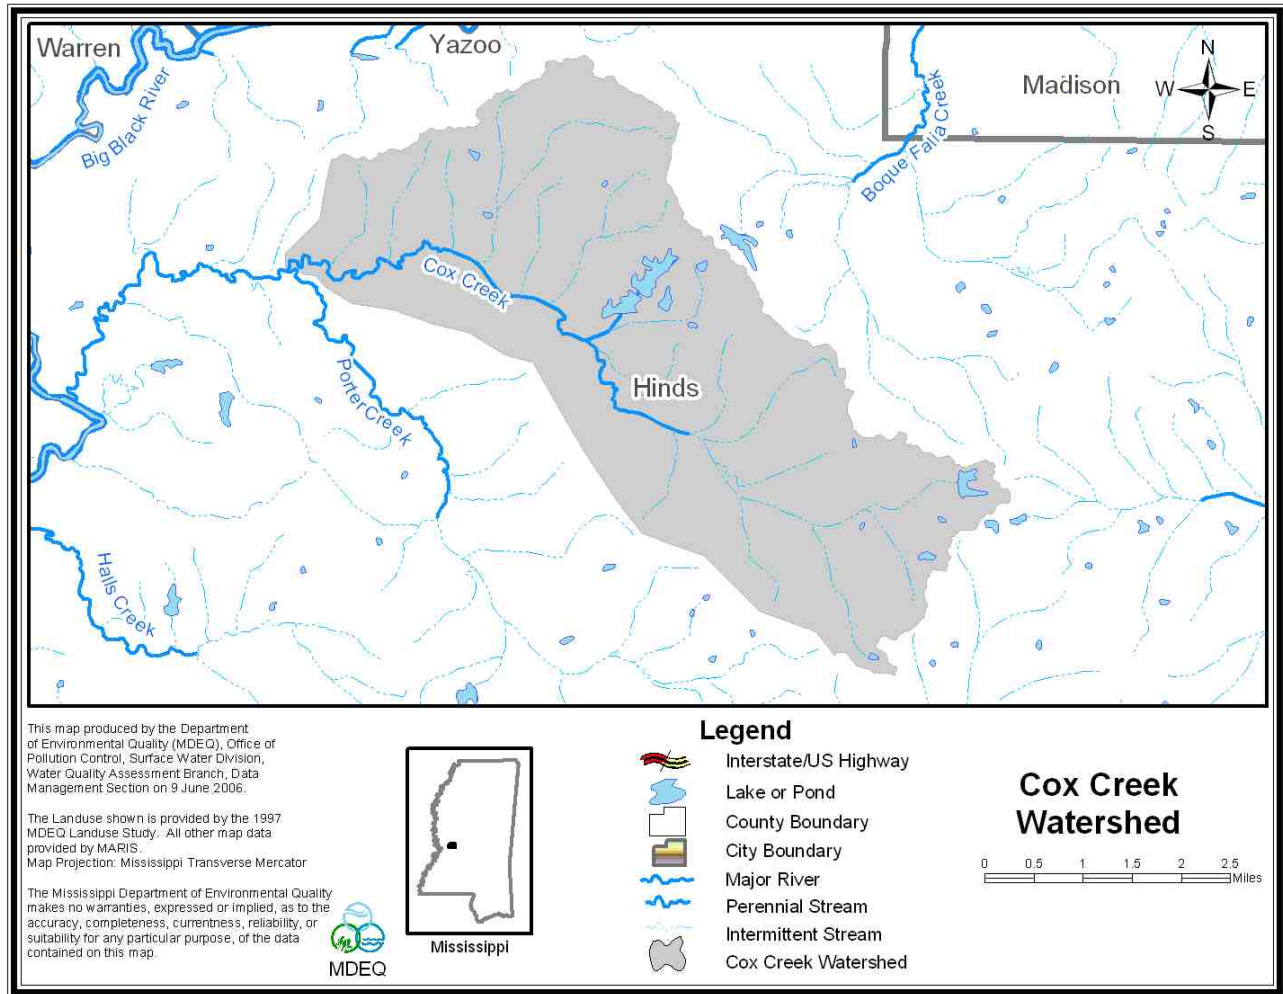 Warren
Yazoo
Madison
N
W E
S
Big Black River
Boque Falia Creek
Cox Creek
Hinds
Porter Creek
Halls Creek
This map produced by the Department
of Environmental Quality (MDEQ), Office of
Pollution Control, Surface Water Division,
Water Quality Assessment Branch, Data
Management Section on 9 June 2006.
The Landuse shown is provided by the 1997
MDEQ Landuse Study. All other map data
provided by MARIS.
Map Projection: Mississippi Transverse Mercator
The Mississippi Department of Environmental Quality
makes no warranties, expressed or implied, as to the
accuracy, completeness, currentness, reliability, or
suitability for any particular purpose, of the data
contained on this map.
MDEQ
Mississippi
Legend
Interstate/US Highway
Lake or Pond
County Boundary
City Boundary
Major River
Perennial Stream
Intermittent Stream
Cox Creek Watershed
Cox Creek
Watershed
0 0.5 1 1.5 2 2.5
Miles